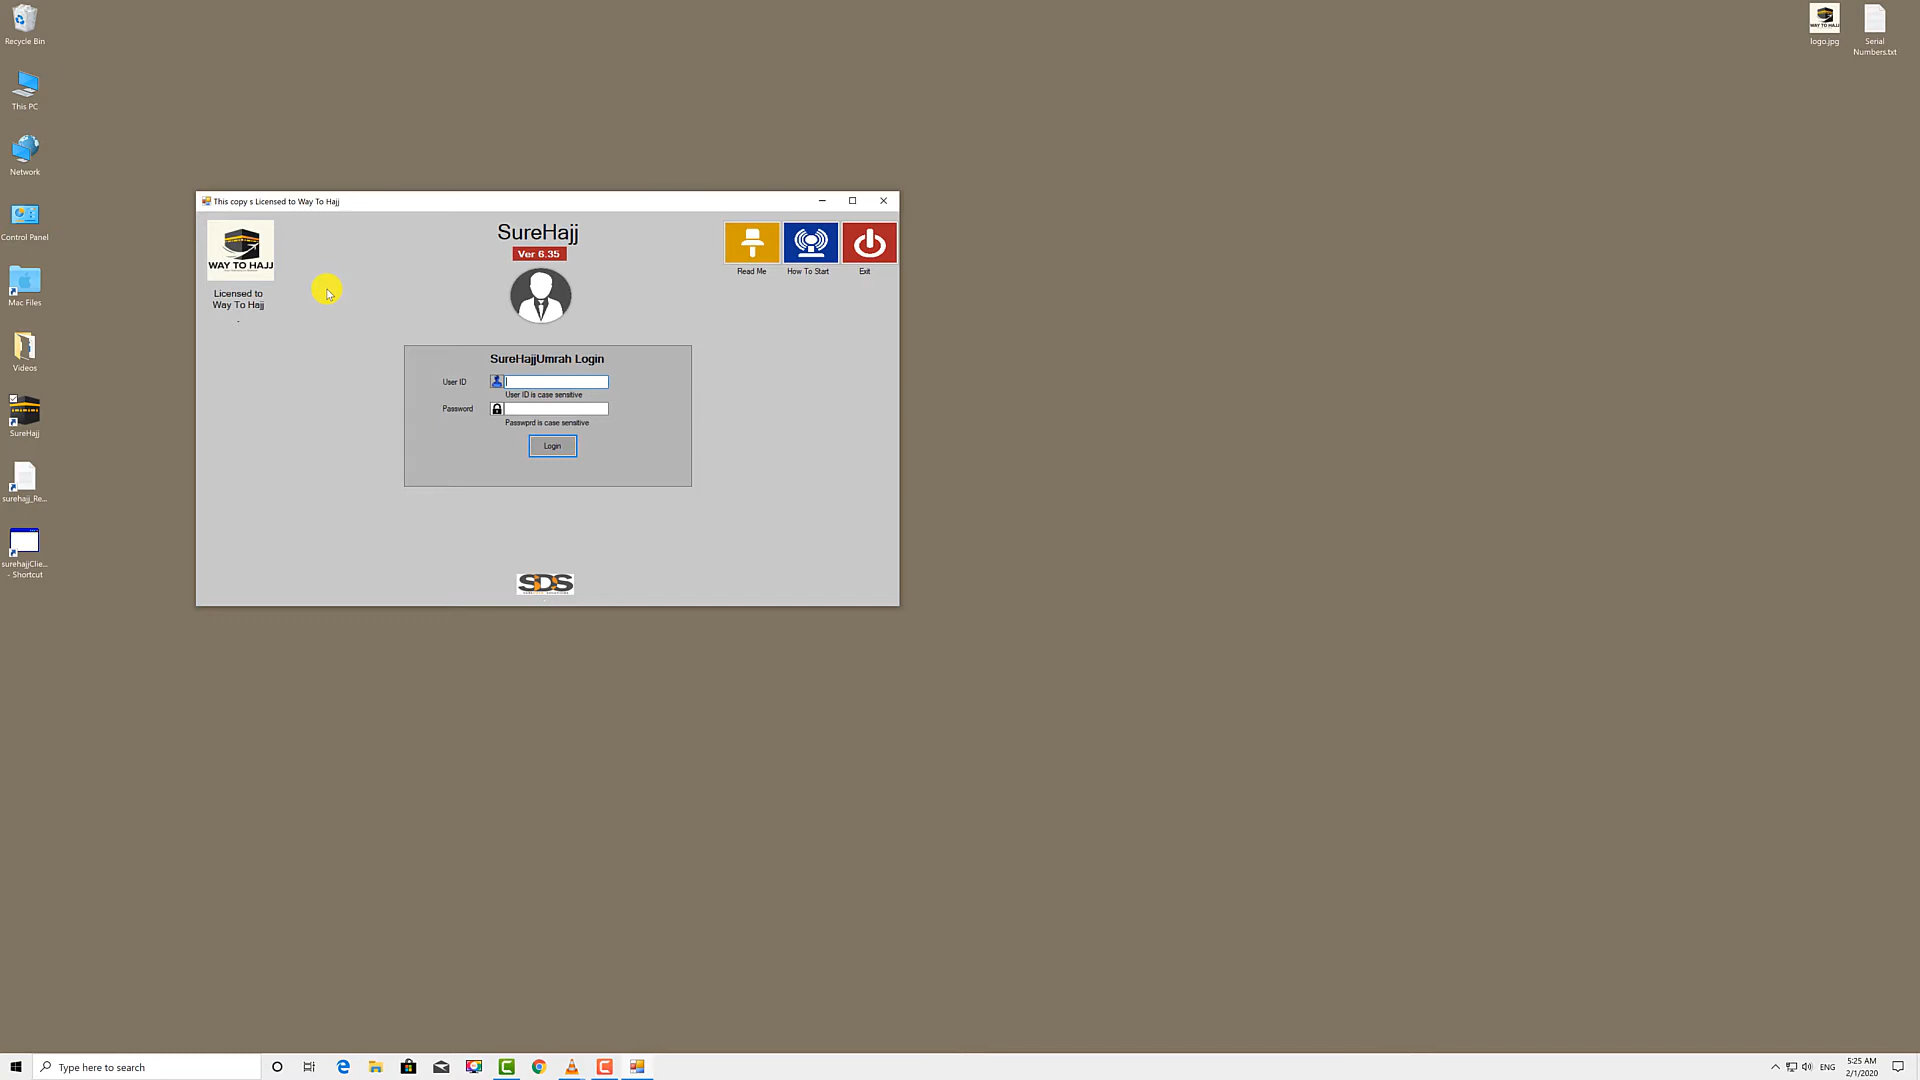 Recycle Bin
This PC
Network
Control Panel
Mac Files
Videos
SureHajj
surehajj_Re...
surehajjClie...
- Shortcut
logo.jpg
Serial
Numbers.txt
This copy s Licensed to Way To Hajj
WAY TO HAJJ
Licensed to
Way To Hajj
-
SureHajj
Ver 6.35
Read Me
How To Start
Exit
SureHajjUmrah Login
User ID
User ID is case sensitive
Password
Passwprd is case sensitive
Login
SDS
Type here to search
ENG
5:25 AM
2/1/2020